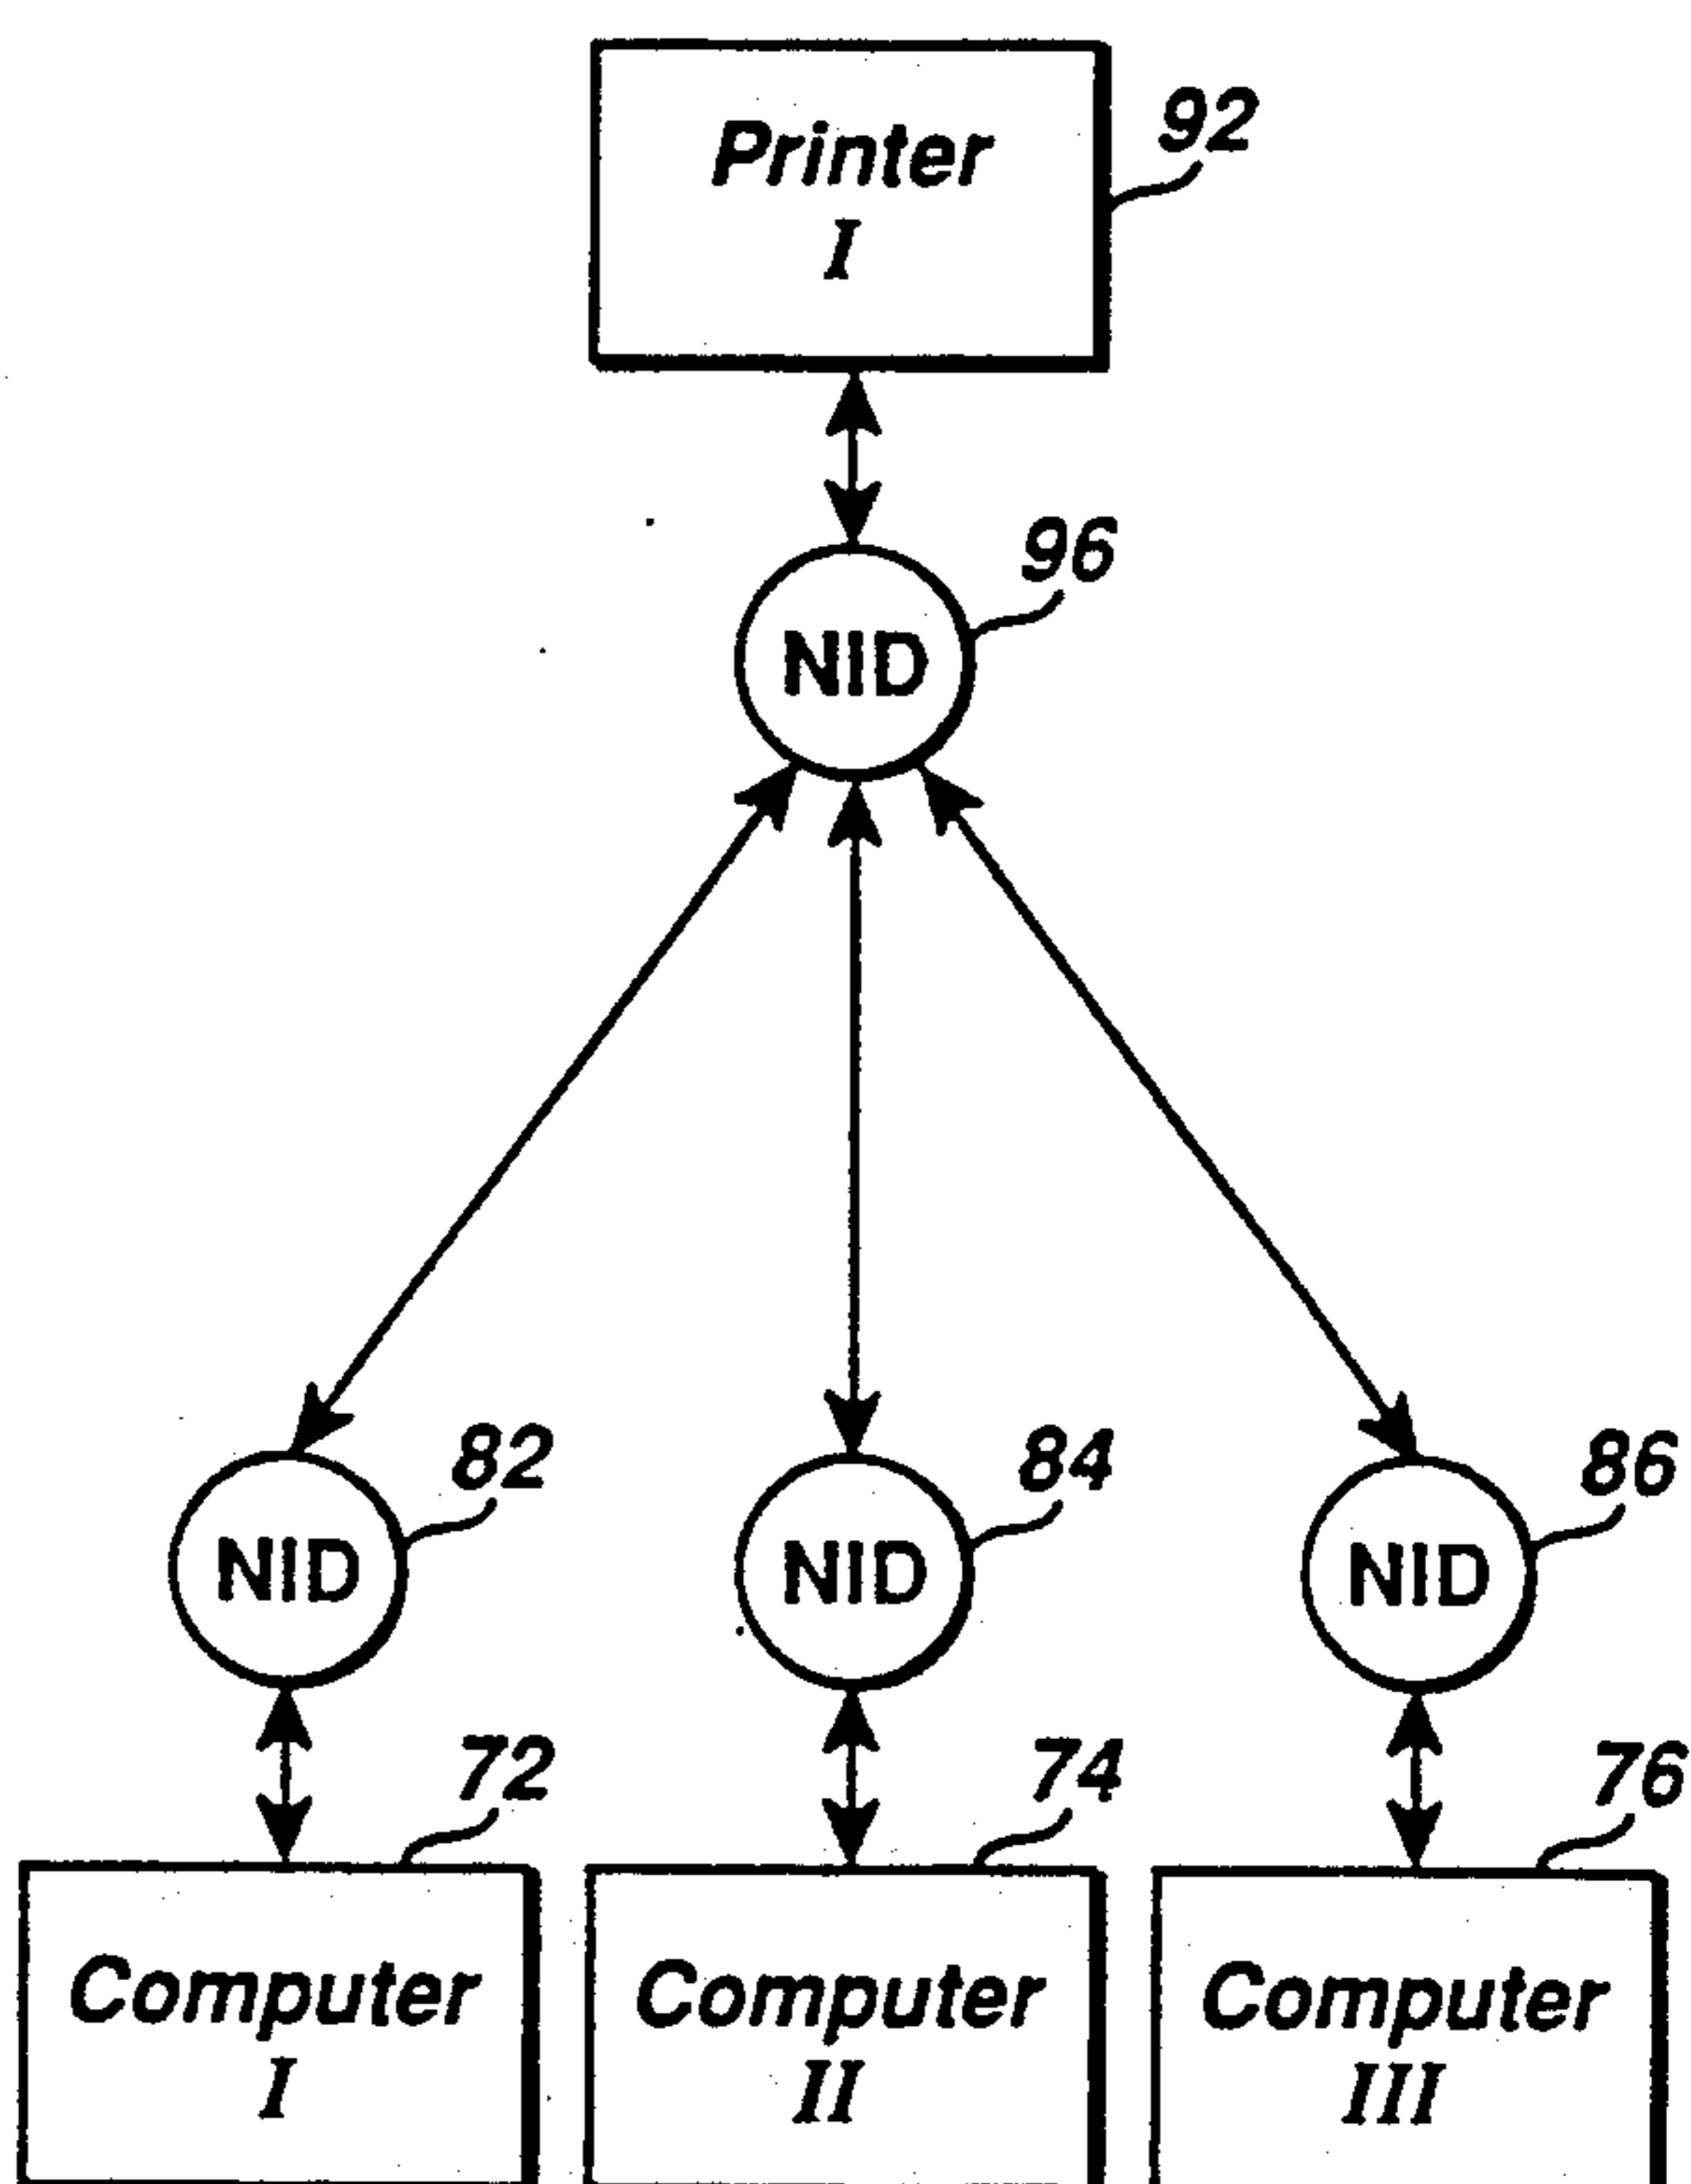 Printer
I
92
96
NID
82
84
86
NID
NID
NID
72
74
76
Computer
I
Computer
II
Computer
III